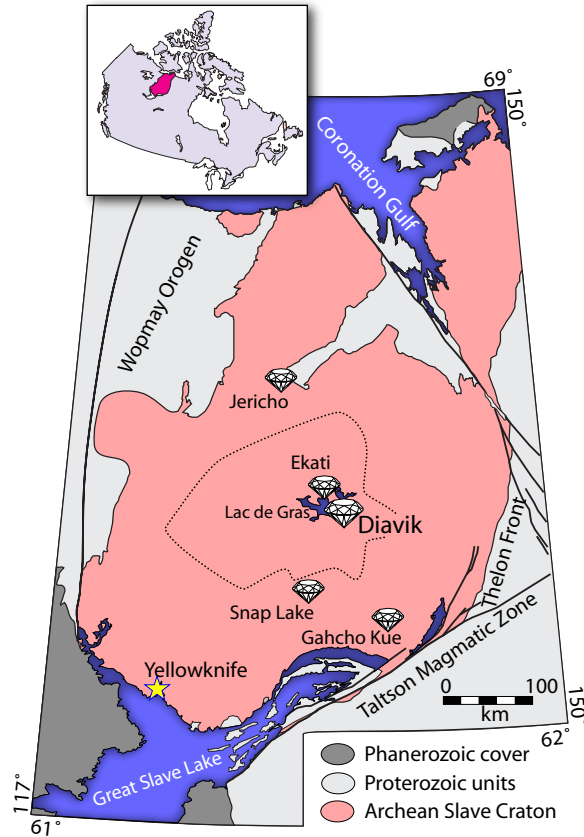 69°
150°
Coronation Gulf
Wopmay Orogen
Jericho
Ekati
Lac de Gras
Diavik
Thelon Front
Snap Lake
Gahcho Kue
Taltson Magmatic Zone
Yellowknife
0 100
km
150°
62°
Great Slave Lake
Phanerozoic cover
Proterozoic units
Archean Slave Craton
117°
61°